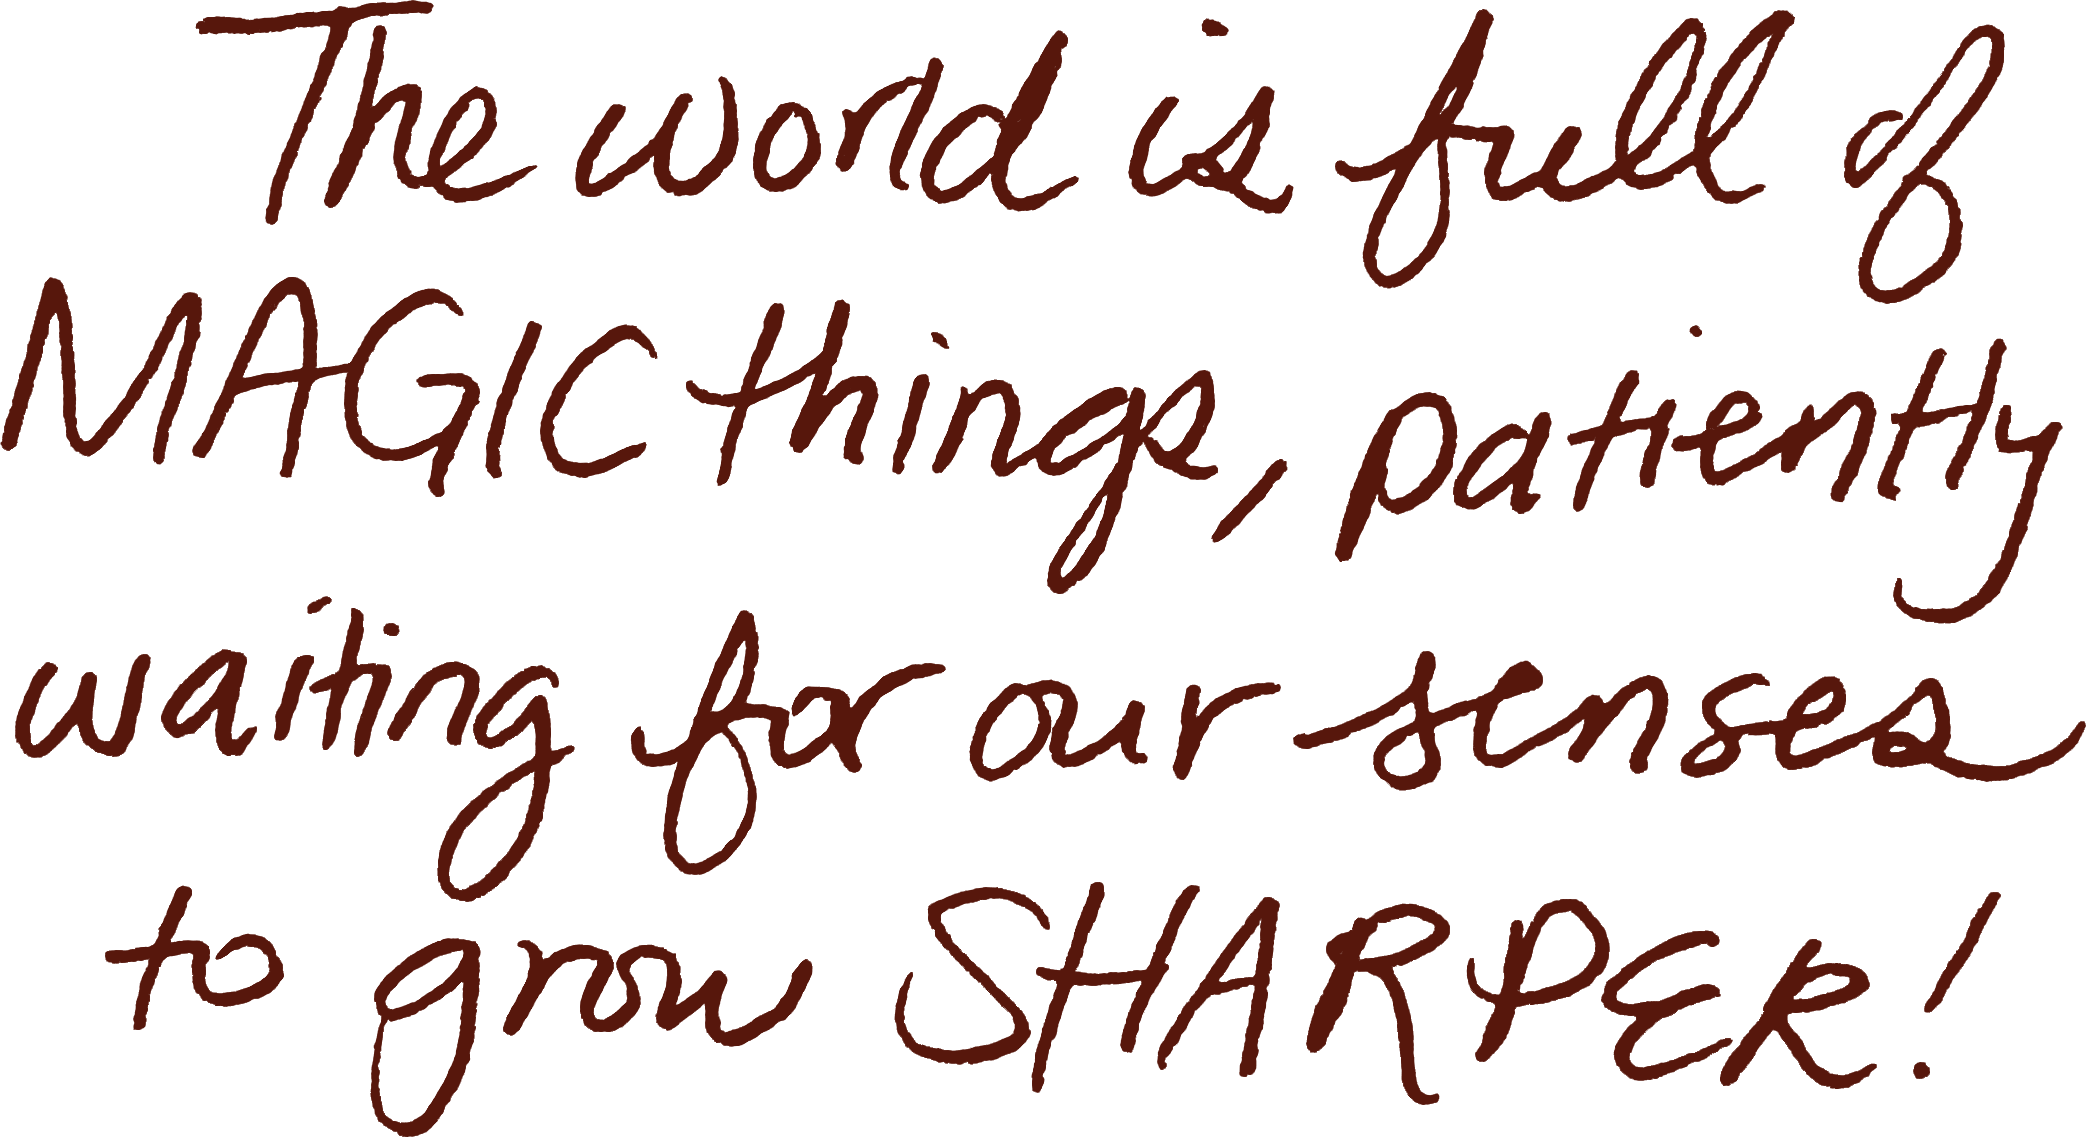 The world is full of
MAGIC things, patiently
waiting for our senses
to grow SHARPER!